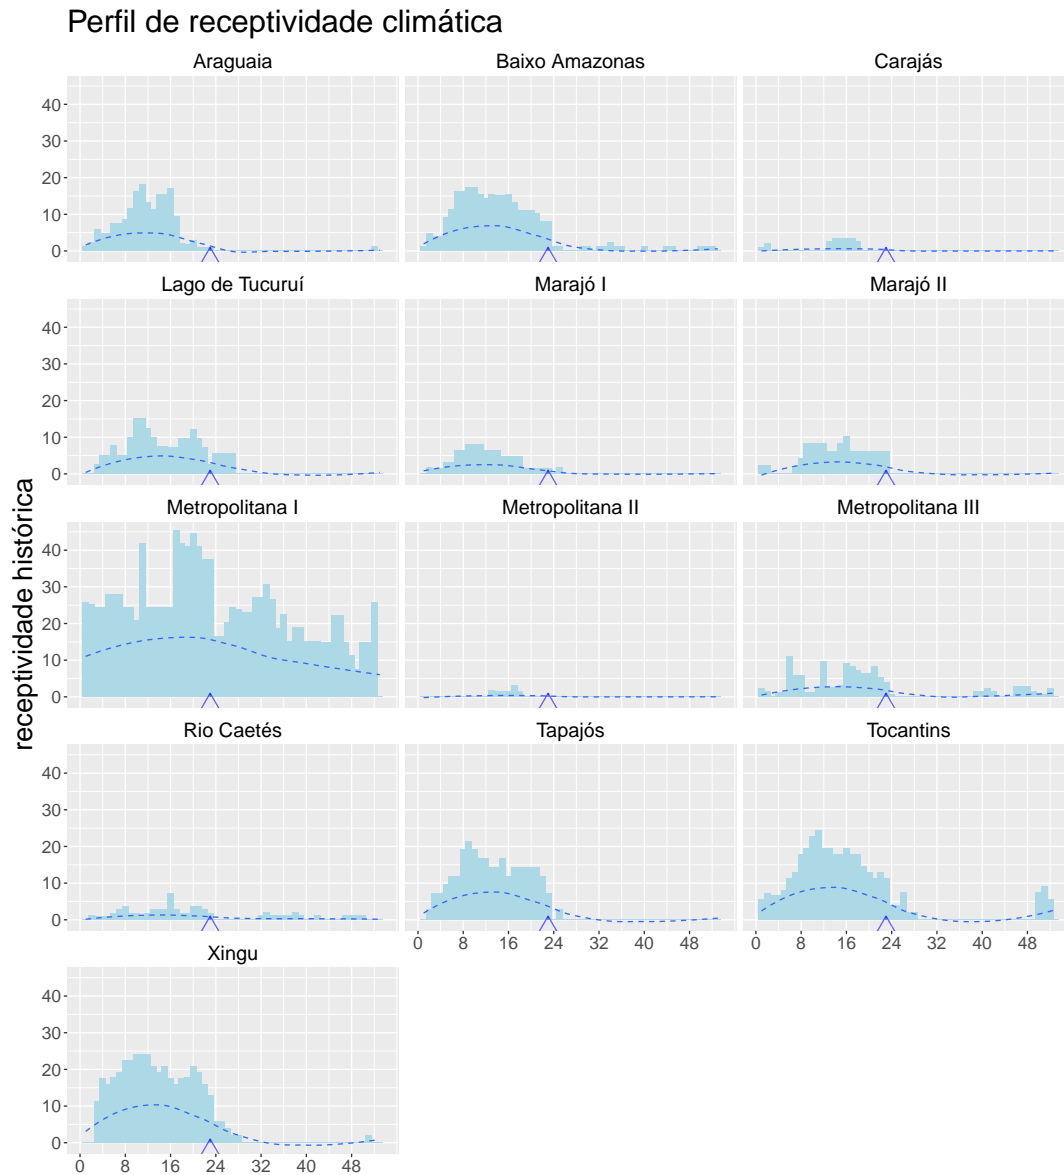 Perfil de receptividade climática
Araguaia
Baixo Amazonas
Carajás
40
30
20
10
0
Lago de Tucuruí
Marajó I
Marajó II
40
30
20
10
0
Metropolitana I
Metropolitana II
Metropolitana III
40
30
20
10
0
receptividade histórica
Rio Caetés
Tapajós
Tocantins
40
30
20
10
0
0 8 16 24 32 40 48
0 8 16 24 32 40 48
Xingu
40
30
20
10
0
0 8 16 24 32 40 48